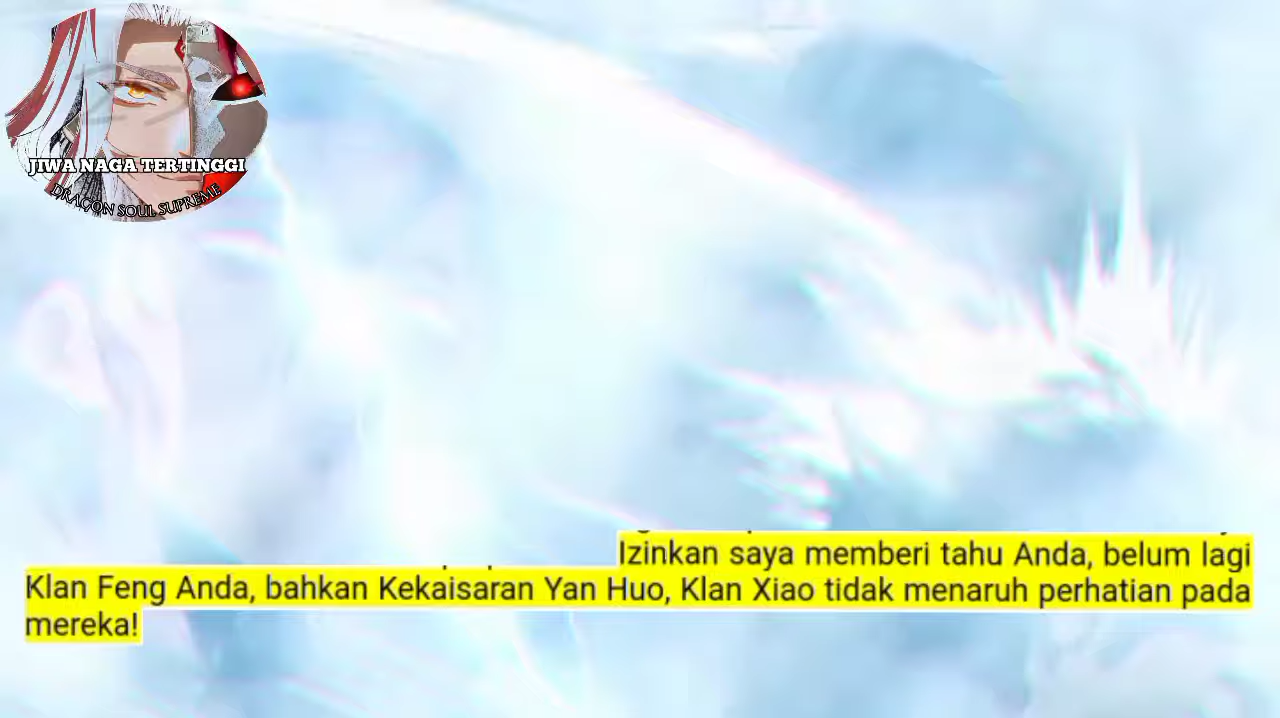 JIWA NAGA TERTINGGI
DRAGON SOUL SUPREME
Izinkan saya memberi tahu Anda, belum lagi
Klan Feng Anda, bahkan Kekaisaran Yan Huo, Klan Xiao tidak menaruh perhatian pada
mereka!